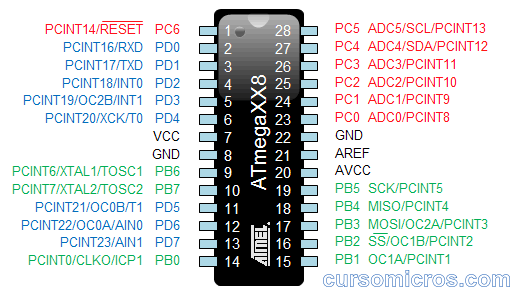 PCINT14/RESET PC6 1 28 PC5 ADC5/SCL/PCINT13
PCINT16/RXD PD0 2 27 PC4 ADC4/SDA/PCINT12
PCINT17/TXD PD1 3 26 PC3 ADC3/PCINT11
PCINT18/INT0 PD2 4 25 PC2 ADC2/PCINT10
PCINT19/OC2B/INT1 PD3 5 24 PC1 ADC1/PCINT9
PCINT20/XCK/T0 PD4 6 23 PC0 ADC0/PCINT8
VCC 7 22 GND
GND 8 21 AREF
PCINT6/XTAL1/TOSC1 PB6 9 20 AVCC
PCINT7/XTAL2/TOSC2 PB7 10 19 PB5 SCK/PCINT5
PCINT21/OC0B/T1 PD5 11 18 PB4 MISO/PCINT4
PCINT22/OC0A/AIN0 PD6 12 17 PB3 MOSI/OC2A/PCINT3
PCINT23/AIN1 PD7 13 16 PB2 SS/OC1B/PCINT2
PCINT0/CLKO/ICP1 PB0 14 15 PB1 OC1A/PCINT1
ATmegaXX8
ATMEL
cursomicros.com